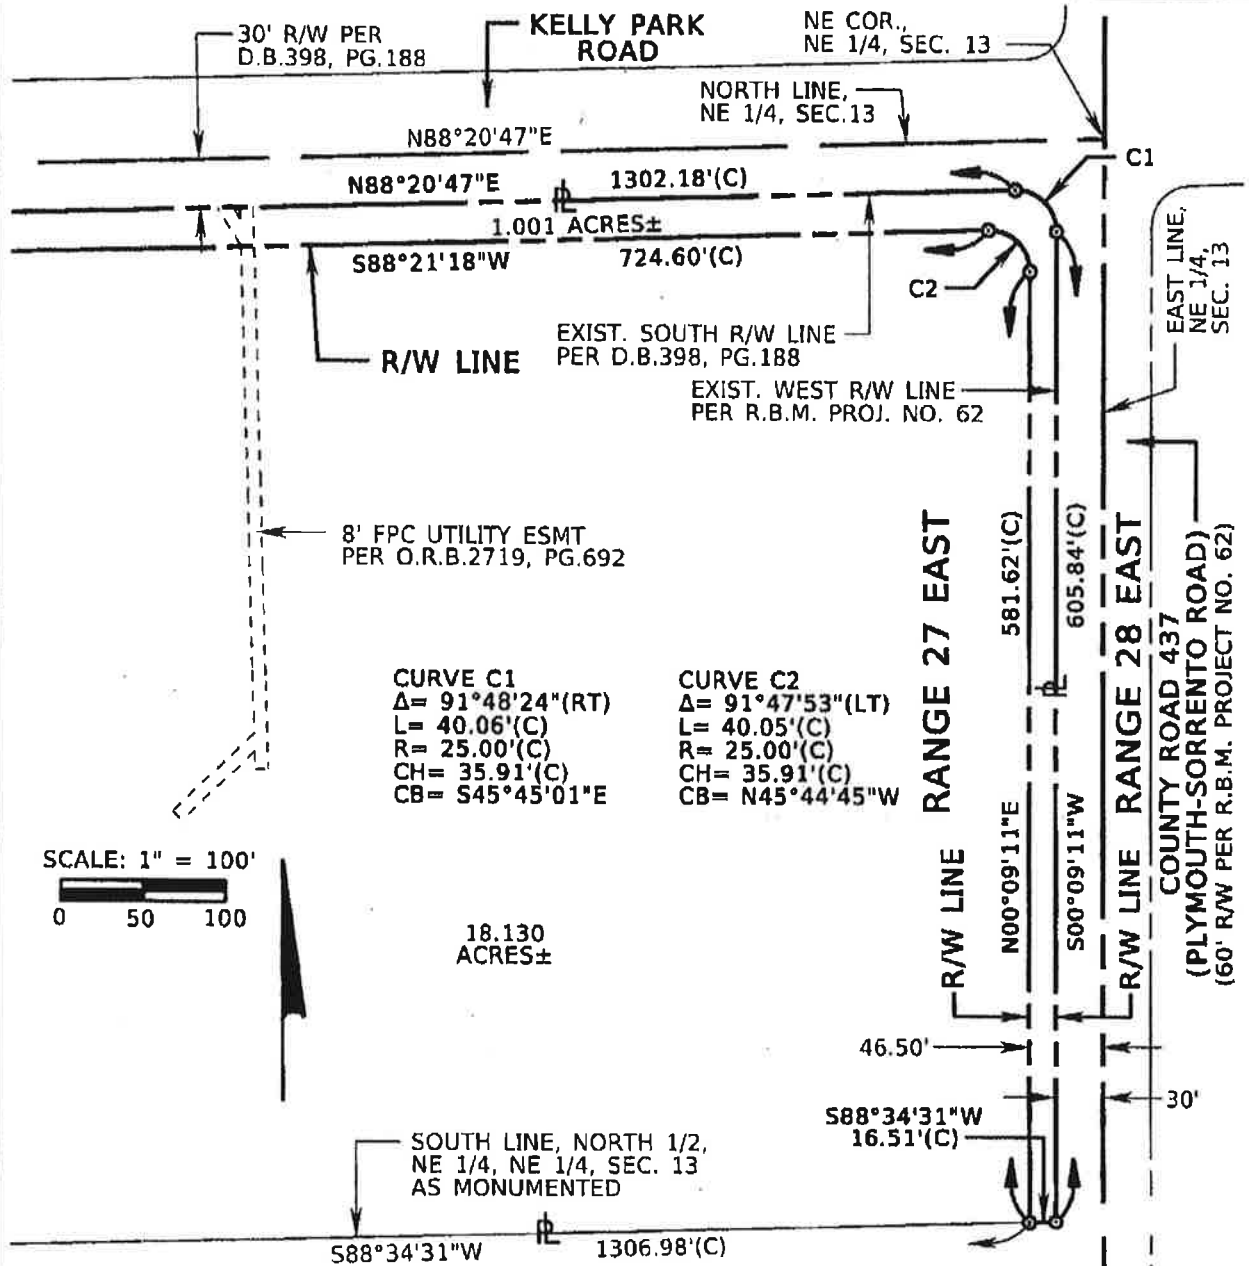 30' R/W PER
D.B.398, PG.188
KELLY PARK
ROAD
NE COR.,
NE 1/4, SEC. 13
NORTH LINE,
NE 1/4, SEC.13
N88°20'47"E
C1
N88°20'47"E
PL
1302.18'(C)
1.001 ACRES±
S88°21'18"W
724.60'(C)
C2
EAST LINE,
NE 1/4,
SEC. 13
R/W LINE
EXIST. SOUTH R/W LINE
PER D.B.398, PG.188
EXIST. WEST R/W LINE
PER R.B.M. PROJ. NO. 62
8' FPC UTILITY ESMT
PER O.R.B.2719, PG.692
RANGE 27 EAST
581.62'(C)
605.84'(C)
RANGE 28 EAST
COUNTY ROAD 437
(PLYMOUTH-SORRENTO ROAD)
(60' R/W PER R.B.M. PROJECT NO. 62)
PL
CURVE C1
Δ= 91°48'24"(RT)
L= 40.06'(C)
R= 25.00'(C)
CH= 35.91'(C)
CB= S45°45'01"E
CURVE C2
Δ= 91°47'53"(LT)
L= 40.05'(C)
R= 25.00'(C)
CH= 35.91'(C)
CB= N45°44'45"W
R/W LINE
N00°09'11"E
S00°09'11"W
R/W LINE
SCALE: 1" = 100'
0 50 100
18.130
ACRES±
46.50'
30'
S88°34'31"W
16.51'(C)
SOUTH LINE, NORTH 1/2,
NE 1/4, NE 1/4, SEC. 13
AS MONUMENTED
PL
S88°34'31"W
1306.98'(C)